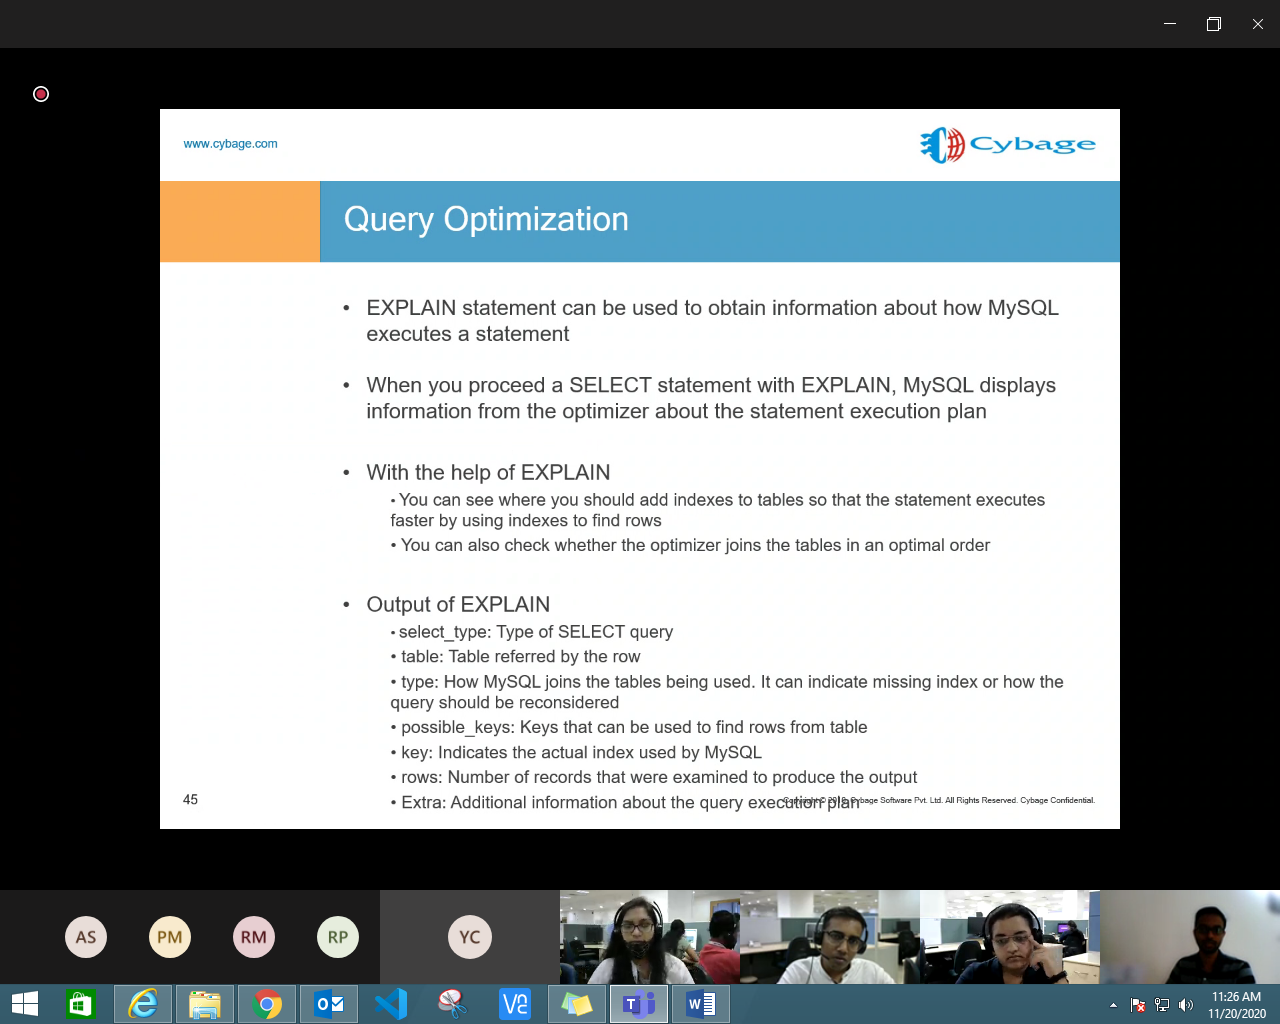 www.cybage.com
Cybage
Query Optimization
• EXPLAIN statement can be used to obtain information about how MySQL
executes a statement
• When you proceed a SELECT statement with EXPLAIN, MySQL displays
information from the optimizer about the statement execution plan
• With the help of EXPLAIN
• You can see where you should add indexes to tables so that the statement executes
faster by using indexes to find rows
• You can also check whether the optimizer joins the tables in an optimal order
• Output of EXPLAIN
• select_type: Type of SELECT query
• table: Table referred by the row
• type: How MySQL joins the tables being used. It can indicate missing index or how the
query should be reconsidered
• possible_keys: Keys that can be used to find rows from table
• key: Indicates the actual index used by MySQL
• rows: Number of records that were examined to produce the output
• Extra: Additional information about the query execution plan
45
Cybage Software Pvt. Ltd. All Rights Reserved. Cybage Confidential.
AS PM RM RP YC
11:26 AM
11/20/2020